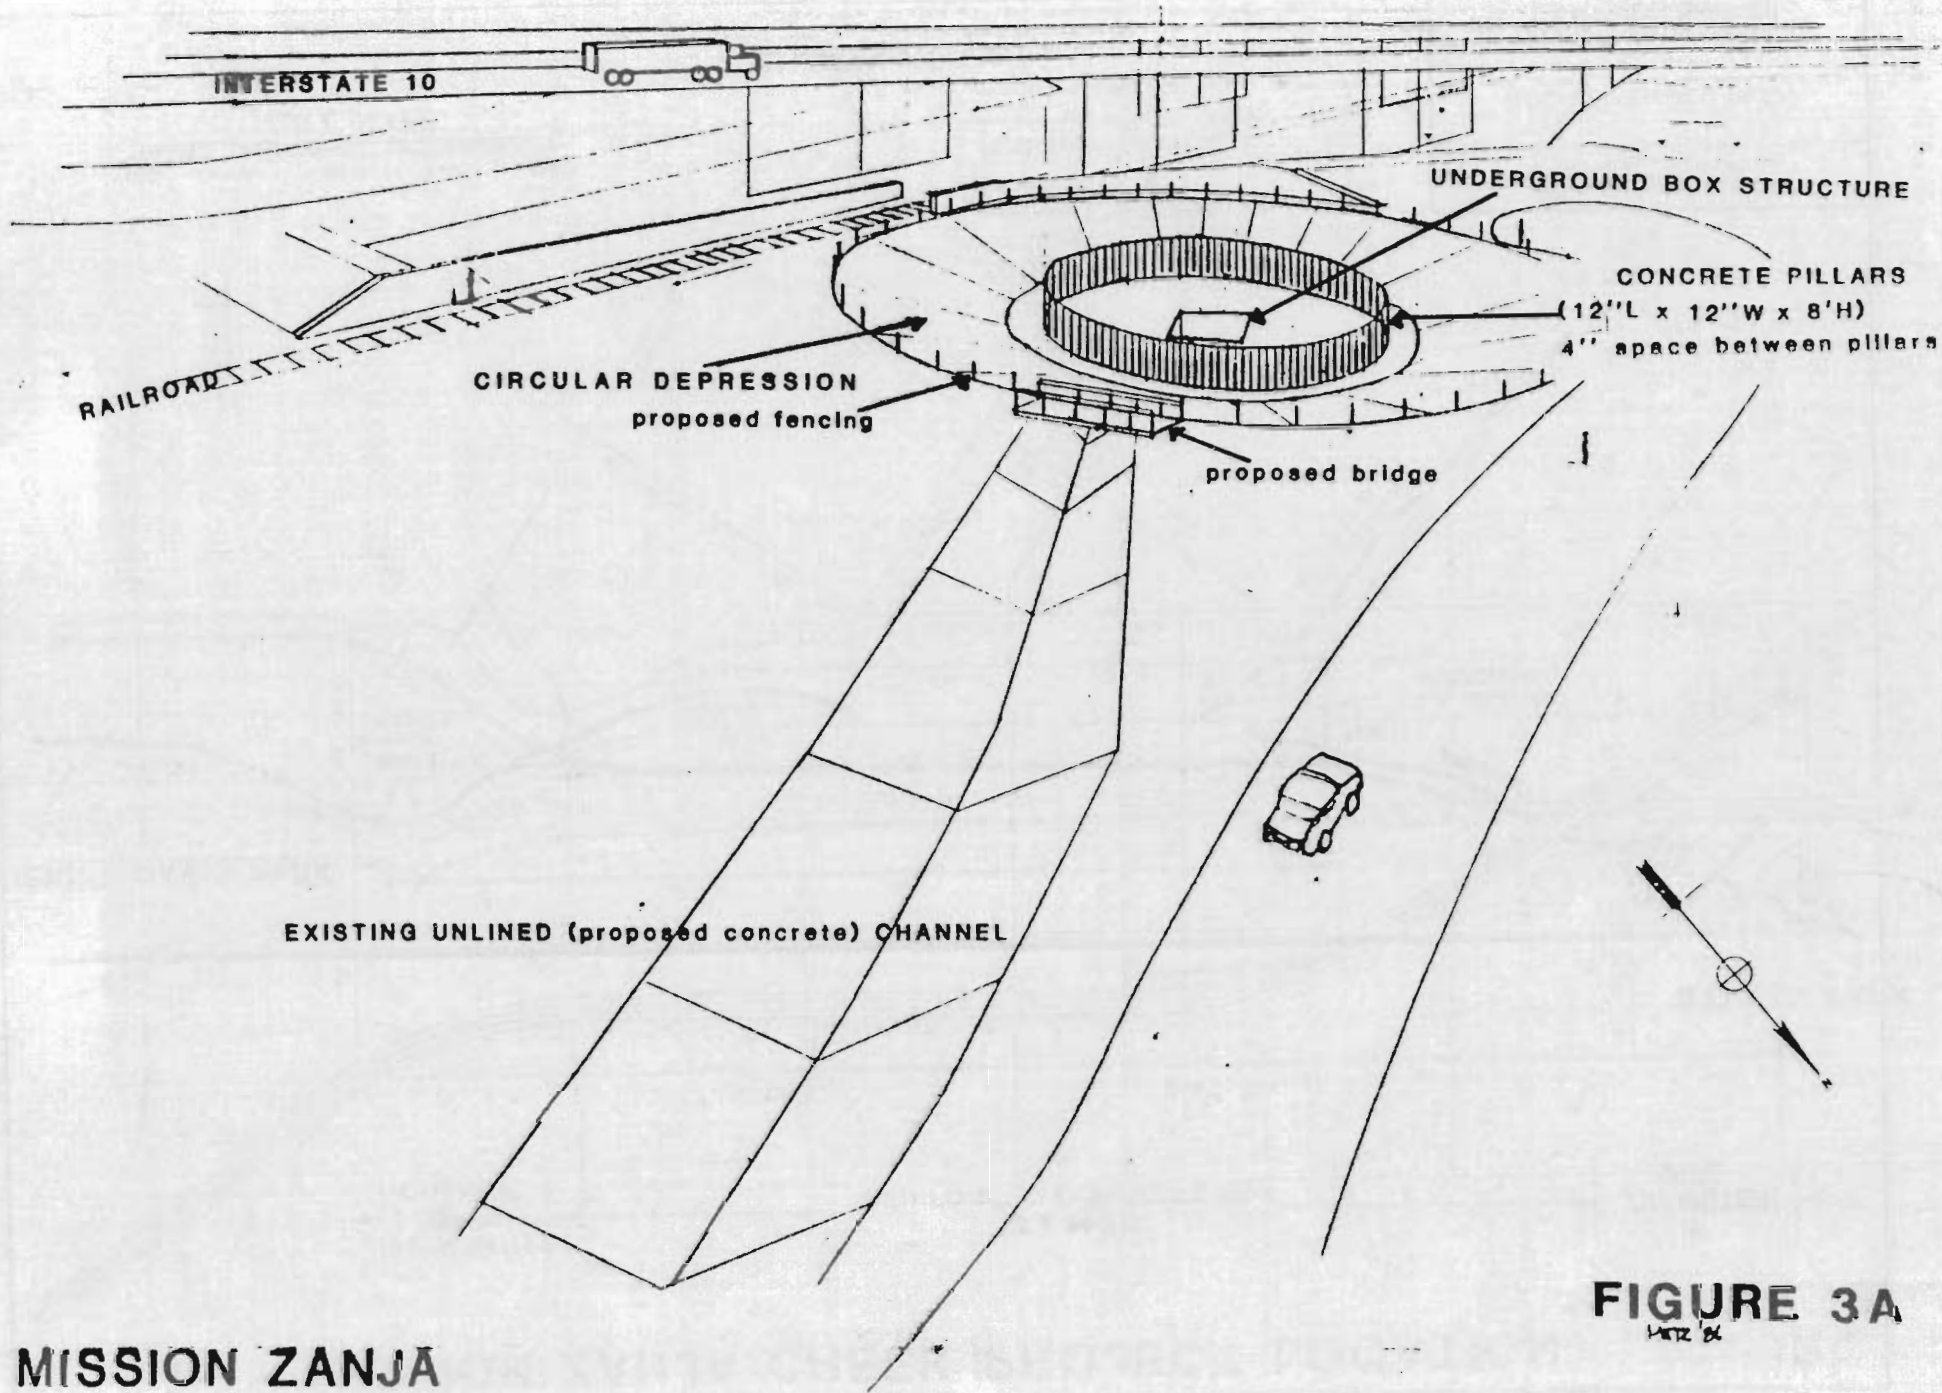 INTERSTATE 10
UNDERGROUND BOX STRUCTURE
CONCRETE PILLARS
(12''L x 12''W x 8'H)
4'' space between pillars
RAILROAD
CIRCULAR DEPRESSION
proposed fencing
proposed bridge
EXISTING UNLINED (proposed concrete) CHANNEL
N
FIGURE 3A
MISSION ZANJA